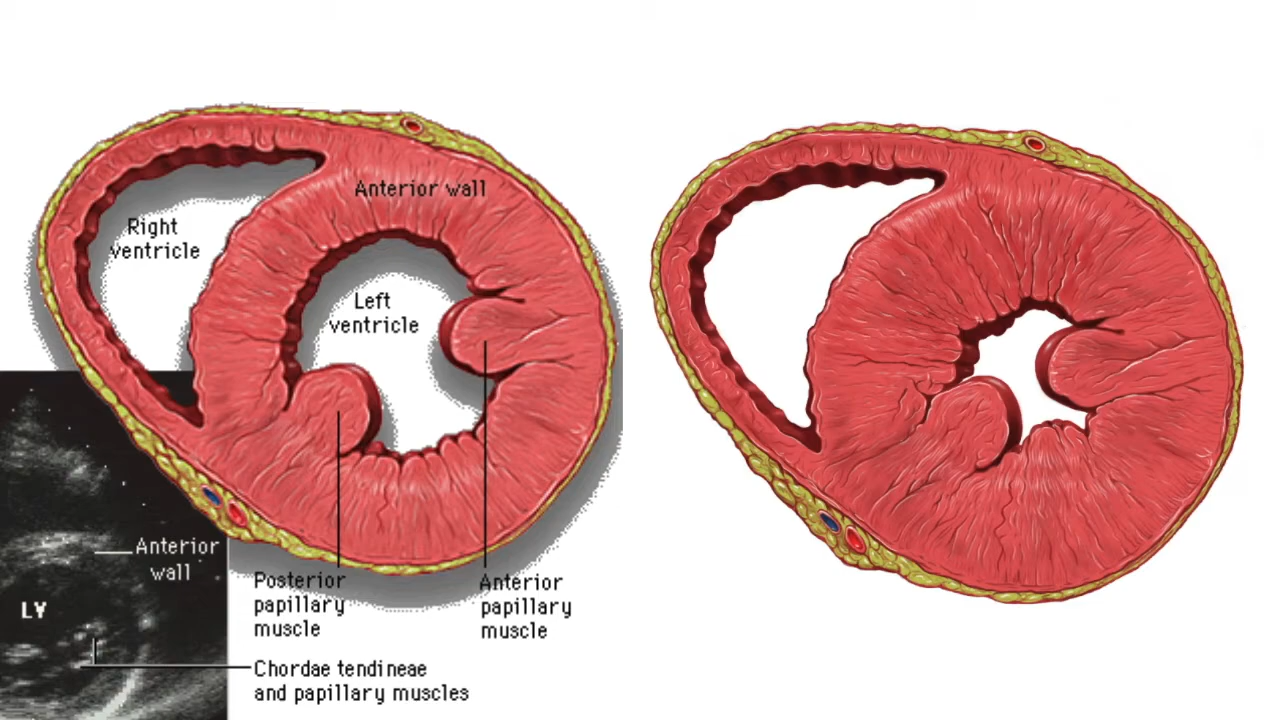 Anterior wall
Right
ventricle
Left
ventricle
Anterior
wall
LV
Posterior
papillary
muscle
Anterior
papillary
muscle
Chordae tendineae
and papillary muscles